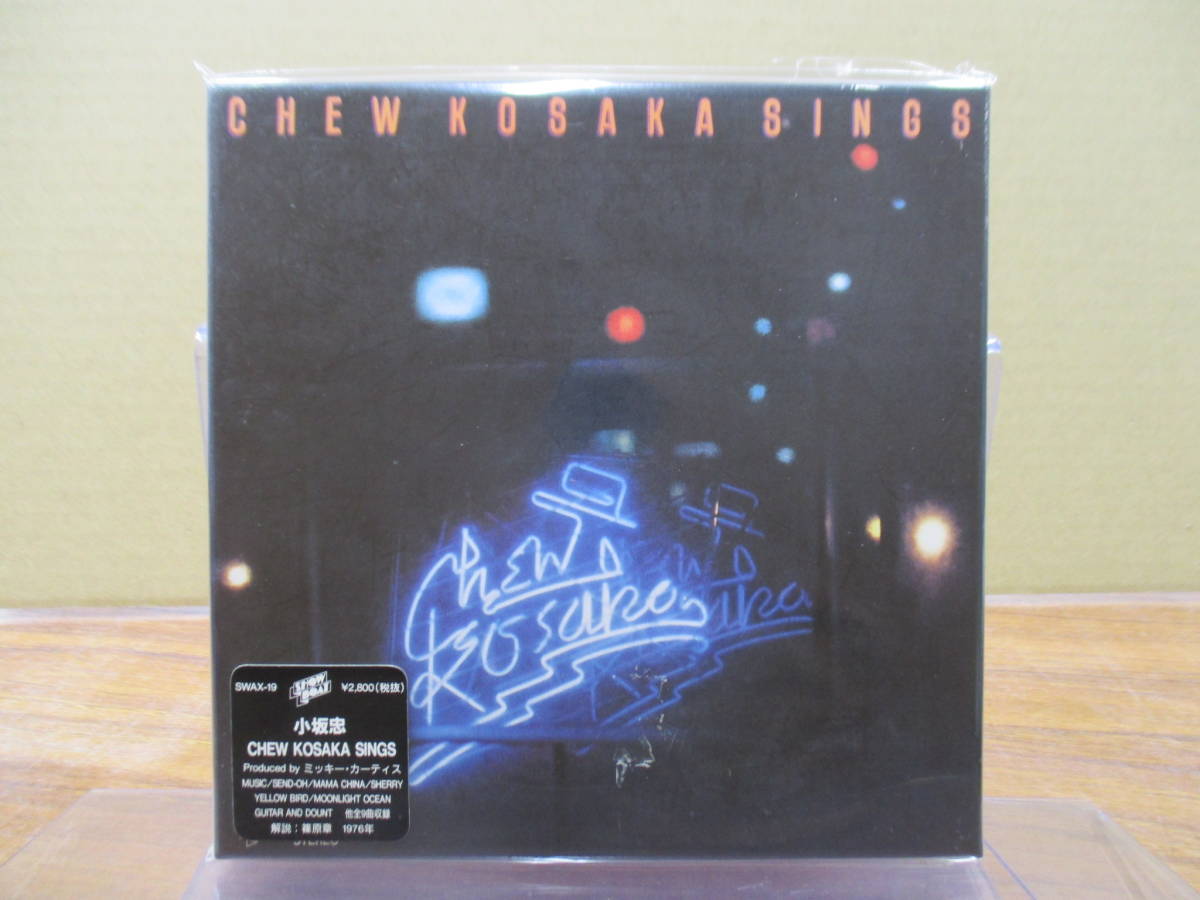 CHEW KOSAKA SINGS
Chew
Kosaka
SWAX-19 SHOW BOAT ¥2,800(税抜)
小坂忠
CHEW KOSAKA SINGS
Produced by ミッキー・カーティス
MUSIC/SEND-OH/MAMA CHINA/SHERRY
YELLOW BIRD/MOONLIGHT OCEAN
GUITAR AND DOUNT 他全9曲収録
解説：篠原章 1976年
STEREO